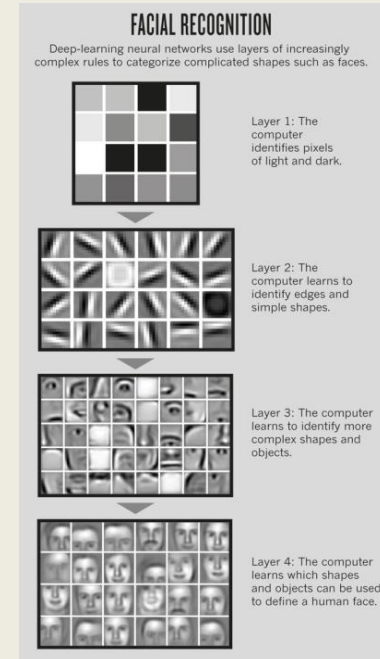 FACIAL RECOGNITION
Deep-learning neural networks use layers of increasingly
complex rules to categorize complicated shapes such as faces.
Layer 1: The
computer
identifies pixels
of light and dark.
Layer 2: The
computer learns to
identify edges and
simple shapes.
Layer 3: The computer
learns to identify more
complex shapes and
objects.
Layer 4: The computer
learns which shapes
and objects can be used
to define a human face.